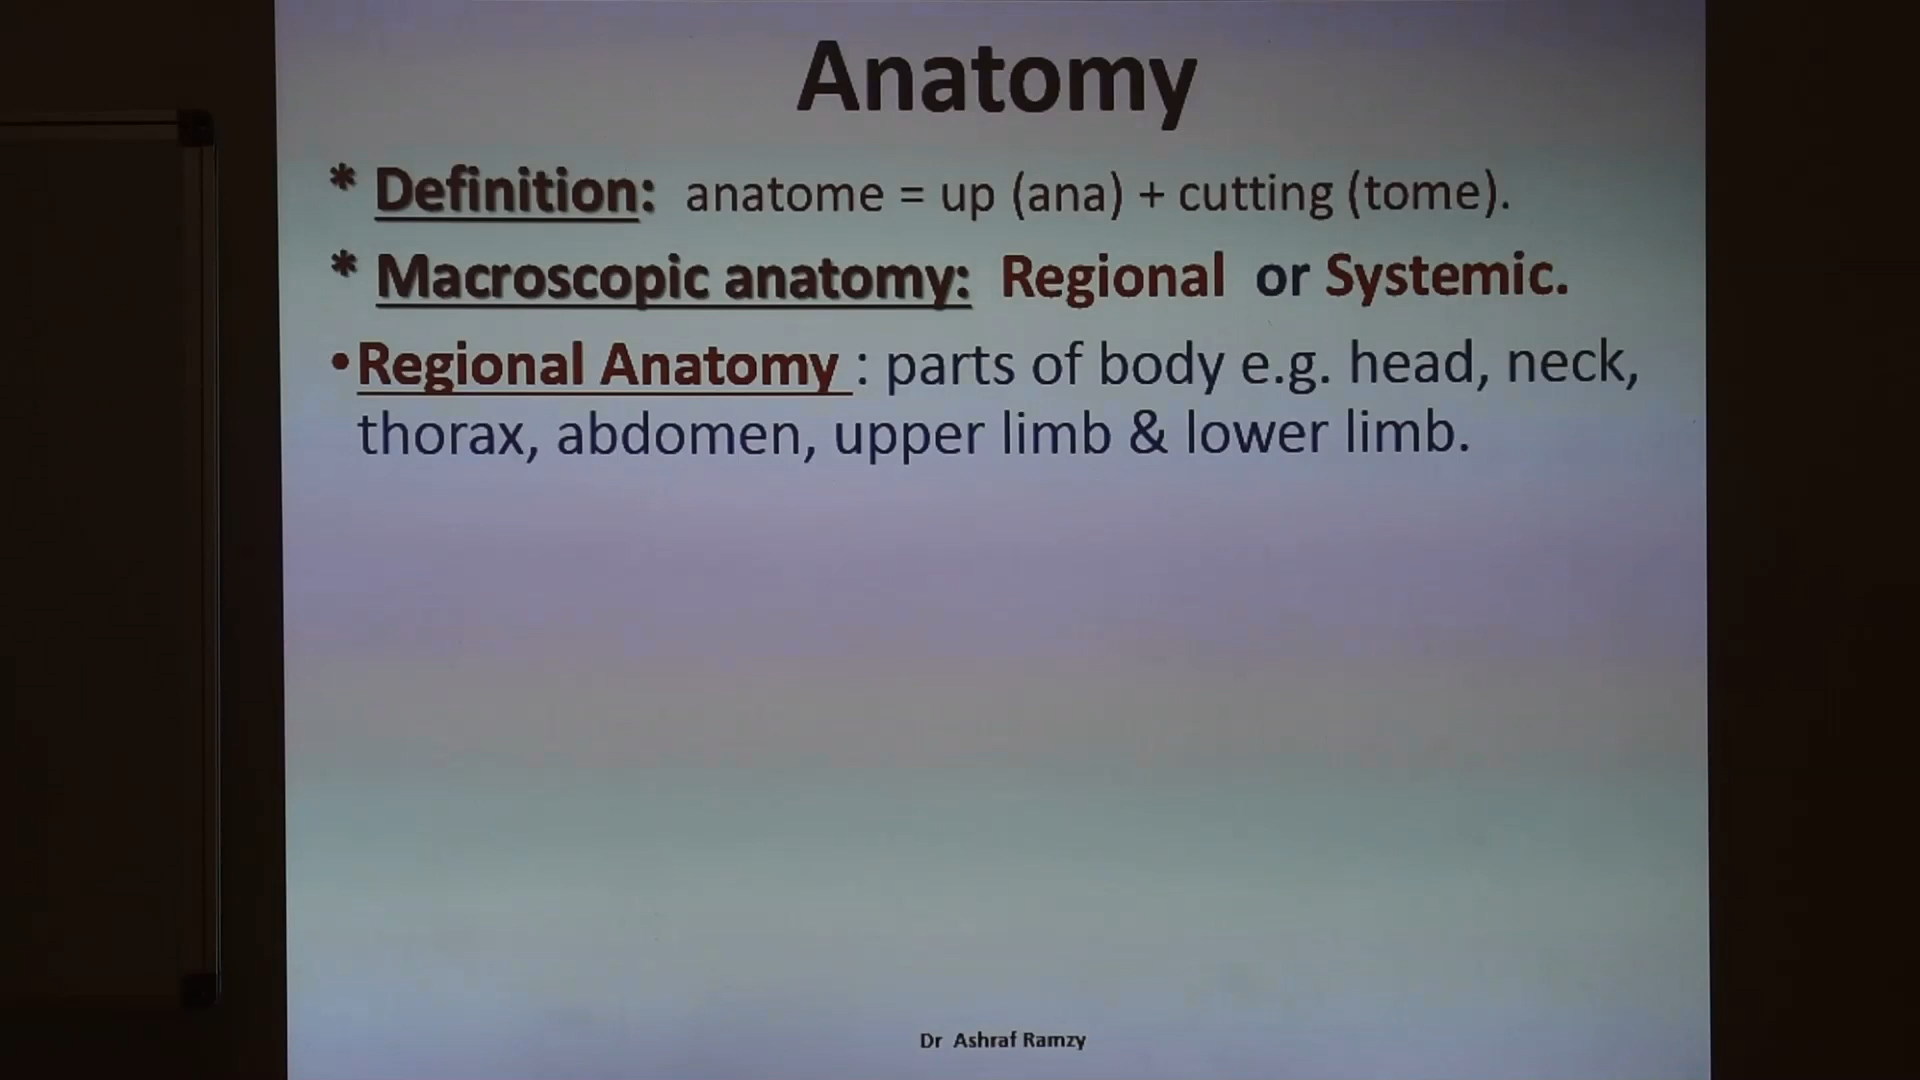 Anatomy
* Definition: anatome = up (ana) + cutting (tome).
* Macroscopic anatomy: Regional or Systemic.
•Regional Anatomy : parts of body e.g. head, neck,
thorax, abdomen, upper limb & lower limb.
Dr Ashraf Ramzy